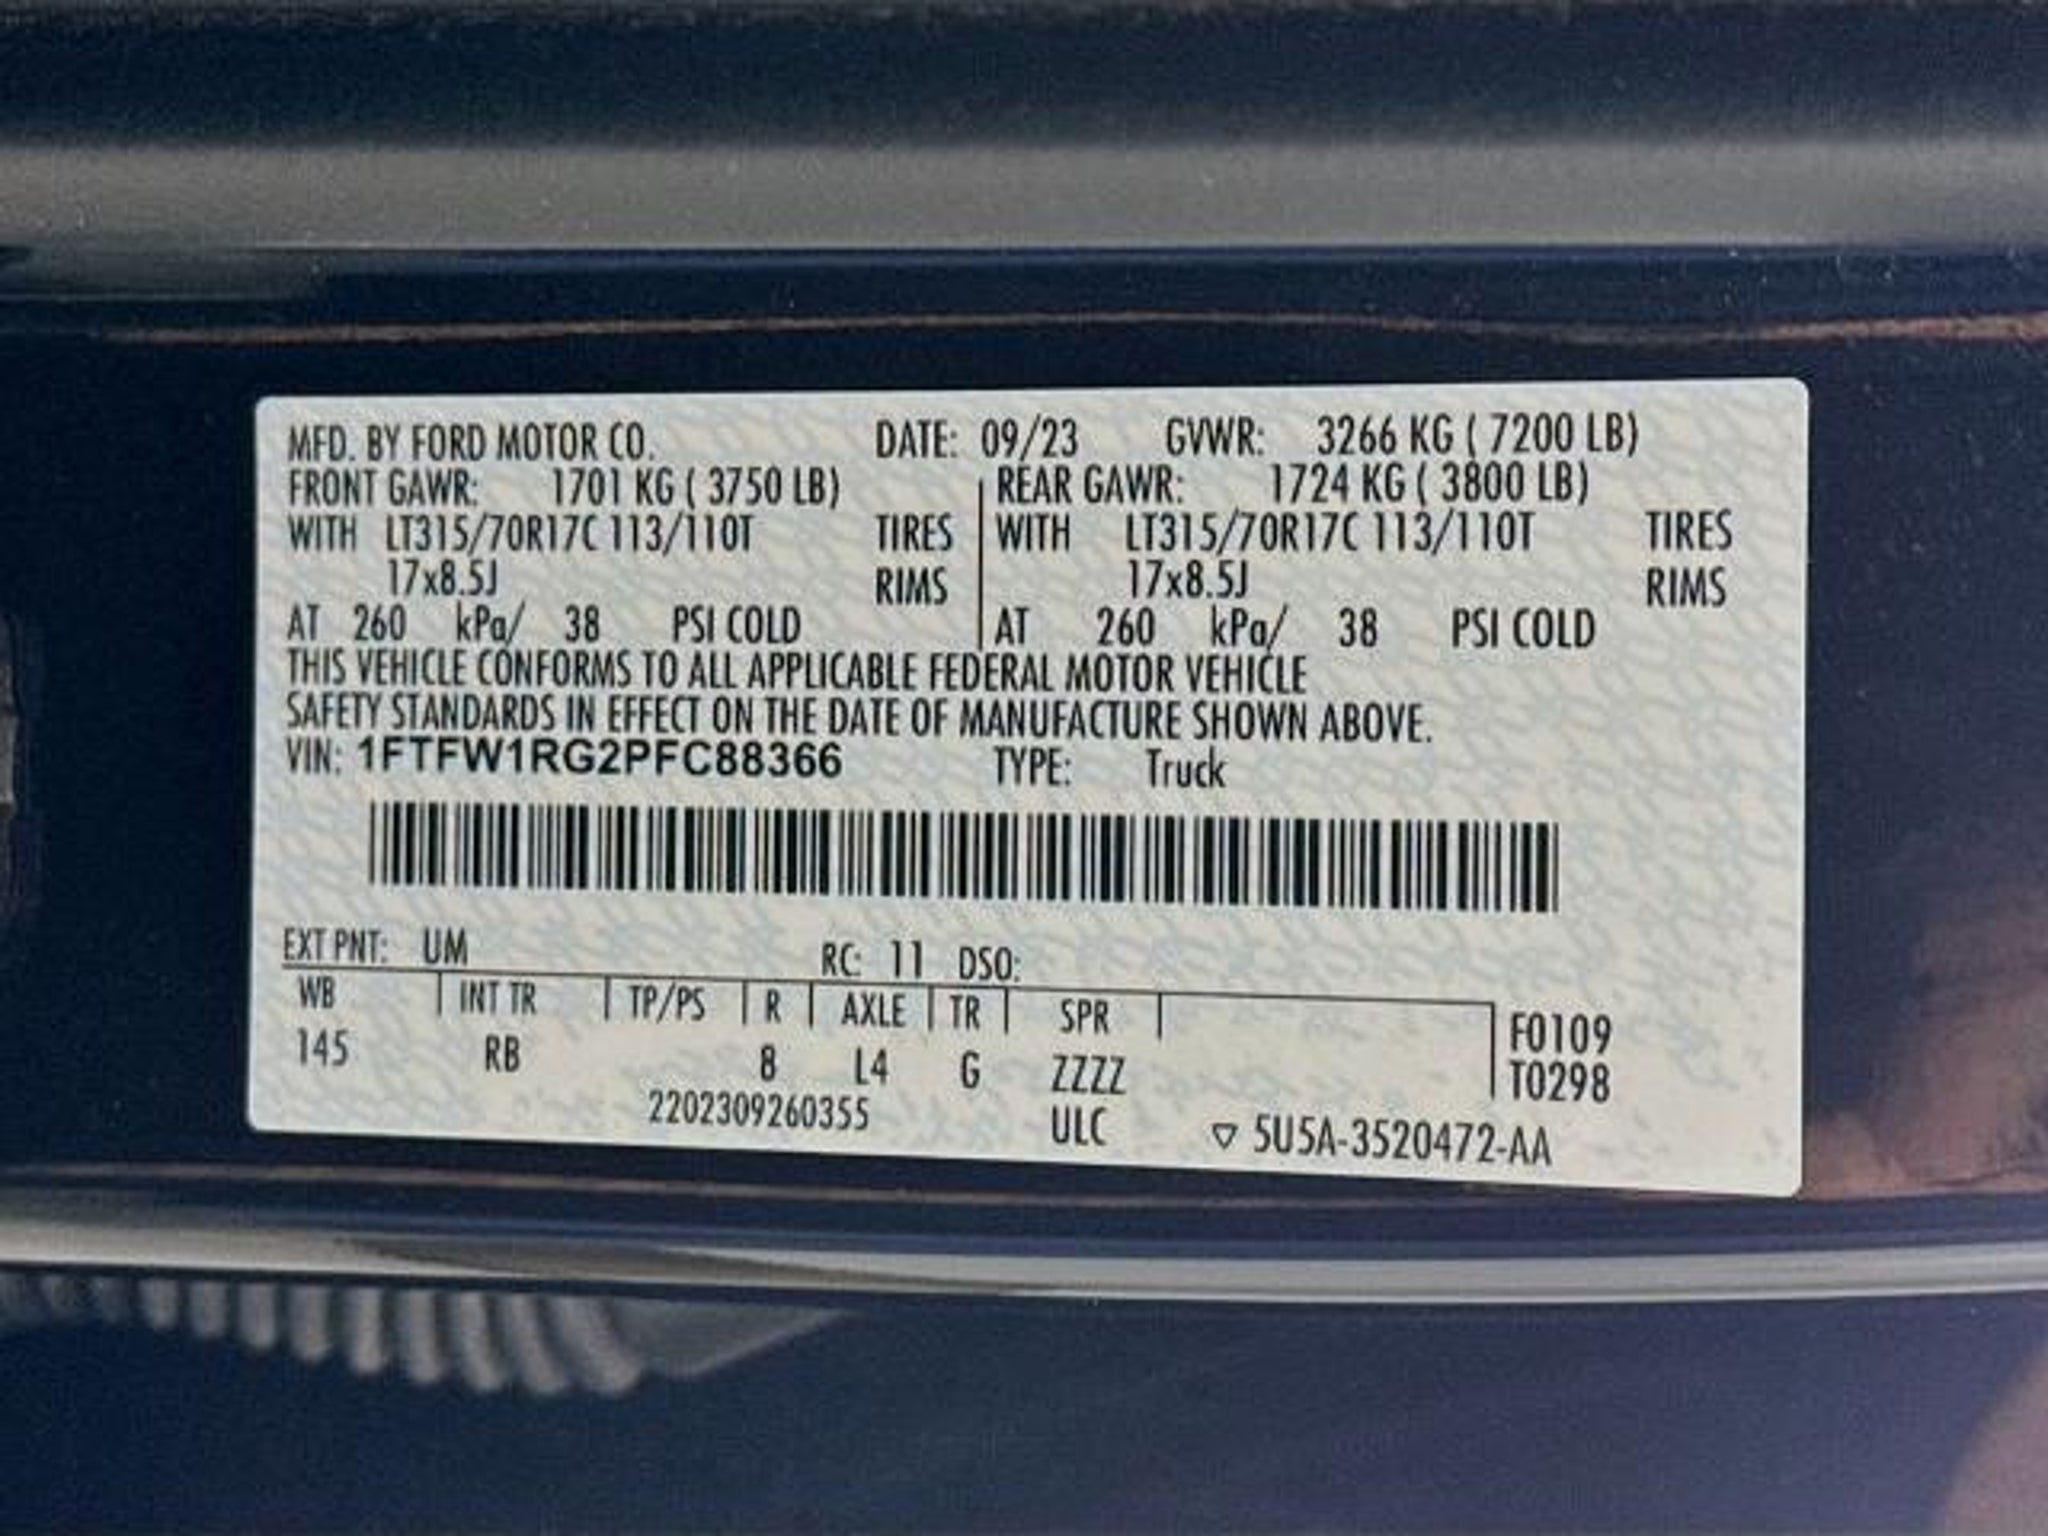 MFD. BY FORD MOTOR CO. DATE: 09/23 GVWR: 3266 KG ( 7200 LB)
FRONT GAWR: 1701 KG ( 3750 LB) REAR GAWR: 1724 KG ( 3800 LB)
WITH LT315/70R17C 113/110T TIRES WITH LT315/70R17C 113/110T TIRES
17x8.5J RIMS 17x8.5J RIMS
AT 260 kPa/ 38 PSI COLD AT 260 kPa/ 38 PSI COLD
THIS VEHICLE CONFORMS TO ALL APPLICABLE FEDERAL MOTOR VEHICLE
SAFETY STANDARDS IN EFFECT ON THE DATE OF MANUFACTURE SHOWN ABOVE.
VIN: 1FTFW1RG2PFC88366 TYPE: Truck
EXT PNT: UM RC: 11 DSO:
WB INT TR TP/PS R AXLE TR SPR F0109
145 RB 8 L4 G ZZZZ T0298
2202309260355 ULC ▽ 5U5A-3520472-AA